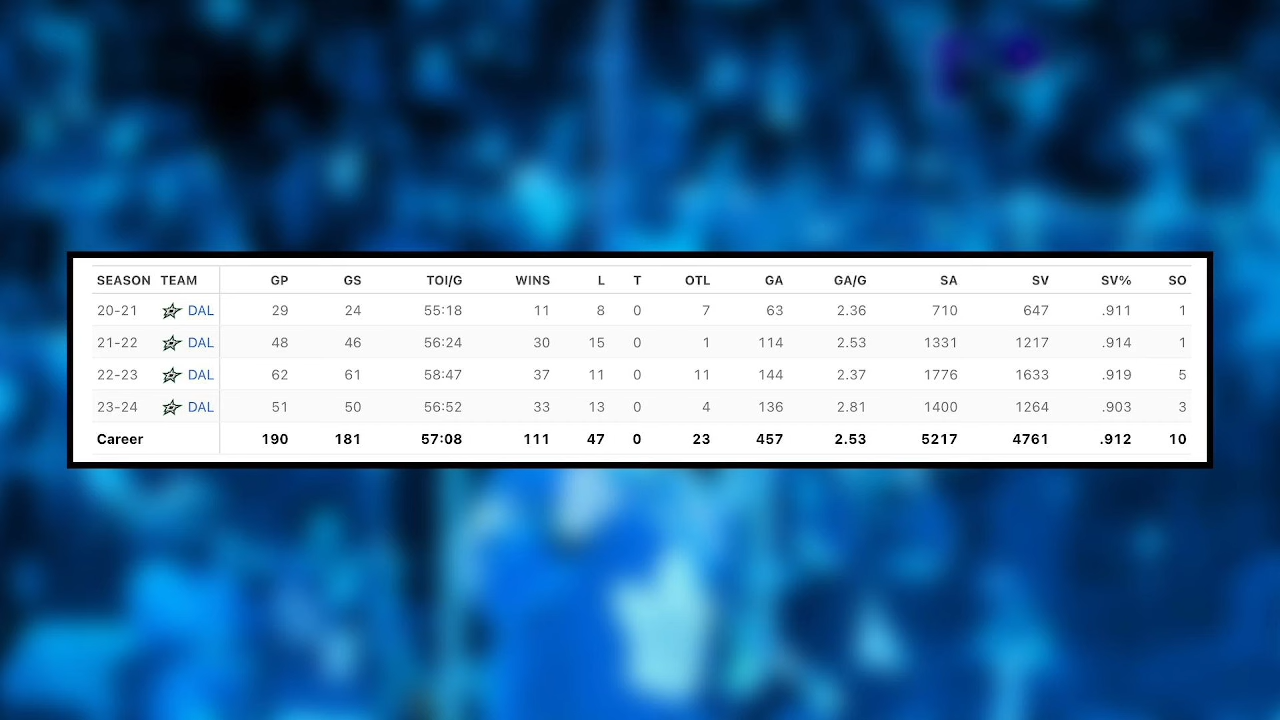 SEASON TEAM GP GS TOI/G WINS L T OTL GA GA/G SA SV SV% SO
20-21 DAL 29 24 55:18 11 8 0 7 63 2.36 710 647 .911 1
21-22 DAL 48 46 56:24 30 15 0 1 114 2.53 1331 1217 .914 1
22-23 DAL 62 61 58:47 37 11 0 11 144 2.37 1776 1633 .919 5
23-24 DAL 51 50 56:52 33 13 0 4 136 2.81 1400 1264 .903 3
Career 190 181 57:08 111 47 0 23 457 2.53 5217 4761 .912 10